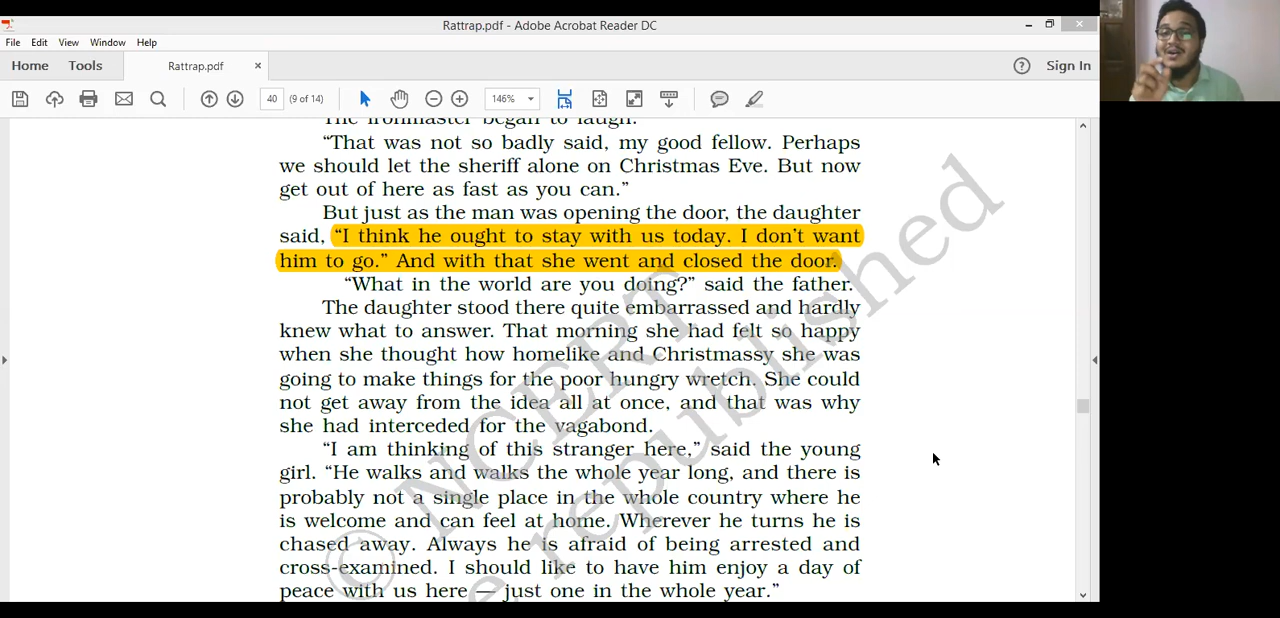 Rattrap.pdf - Adobe Acrobat Reader DC
File Edit View Window Help
Home Tools Rattrap.pdf × Sign In
40 (9 of 14) 146%
The ironmaster began to laugh.
“That was not so badly said, my good fellow. Perhaps
we should let the sheriff alone on Christmas Eve. But now
get out of here as fast as you can.”
But just as the man was opening the door, the daughter
said, “I think he ought to stay with us today. I don’t want
him to go.” And with that she went and closed the door.
“What in the world are you doing?” said the father.
The daughter stood there quite embarrassed and hardly
knew what to answer. That morning she had felt so happy
when she thought how homelike and Christmassy she was
going to make things for the poor hungry wretch. She could
not get away from the idea all at once, and that was why
she had interceded for the vagabond.
“I am thinking of this stranger here,” said the young
girl. “He walks and walks the whole year long, and there is
probably not a single place in the whole country where he
is welcome and can feel at home. Wherever he turns he is
chased away. Always he is afraid of being arrested and
cross-examined. I should like to have him enjoy a day of
peace with us here — just one in the whole year.”
© NCERT
e republished